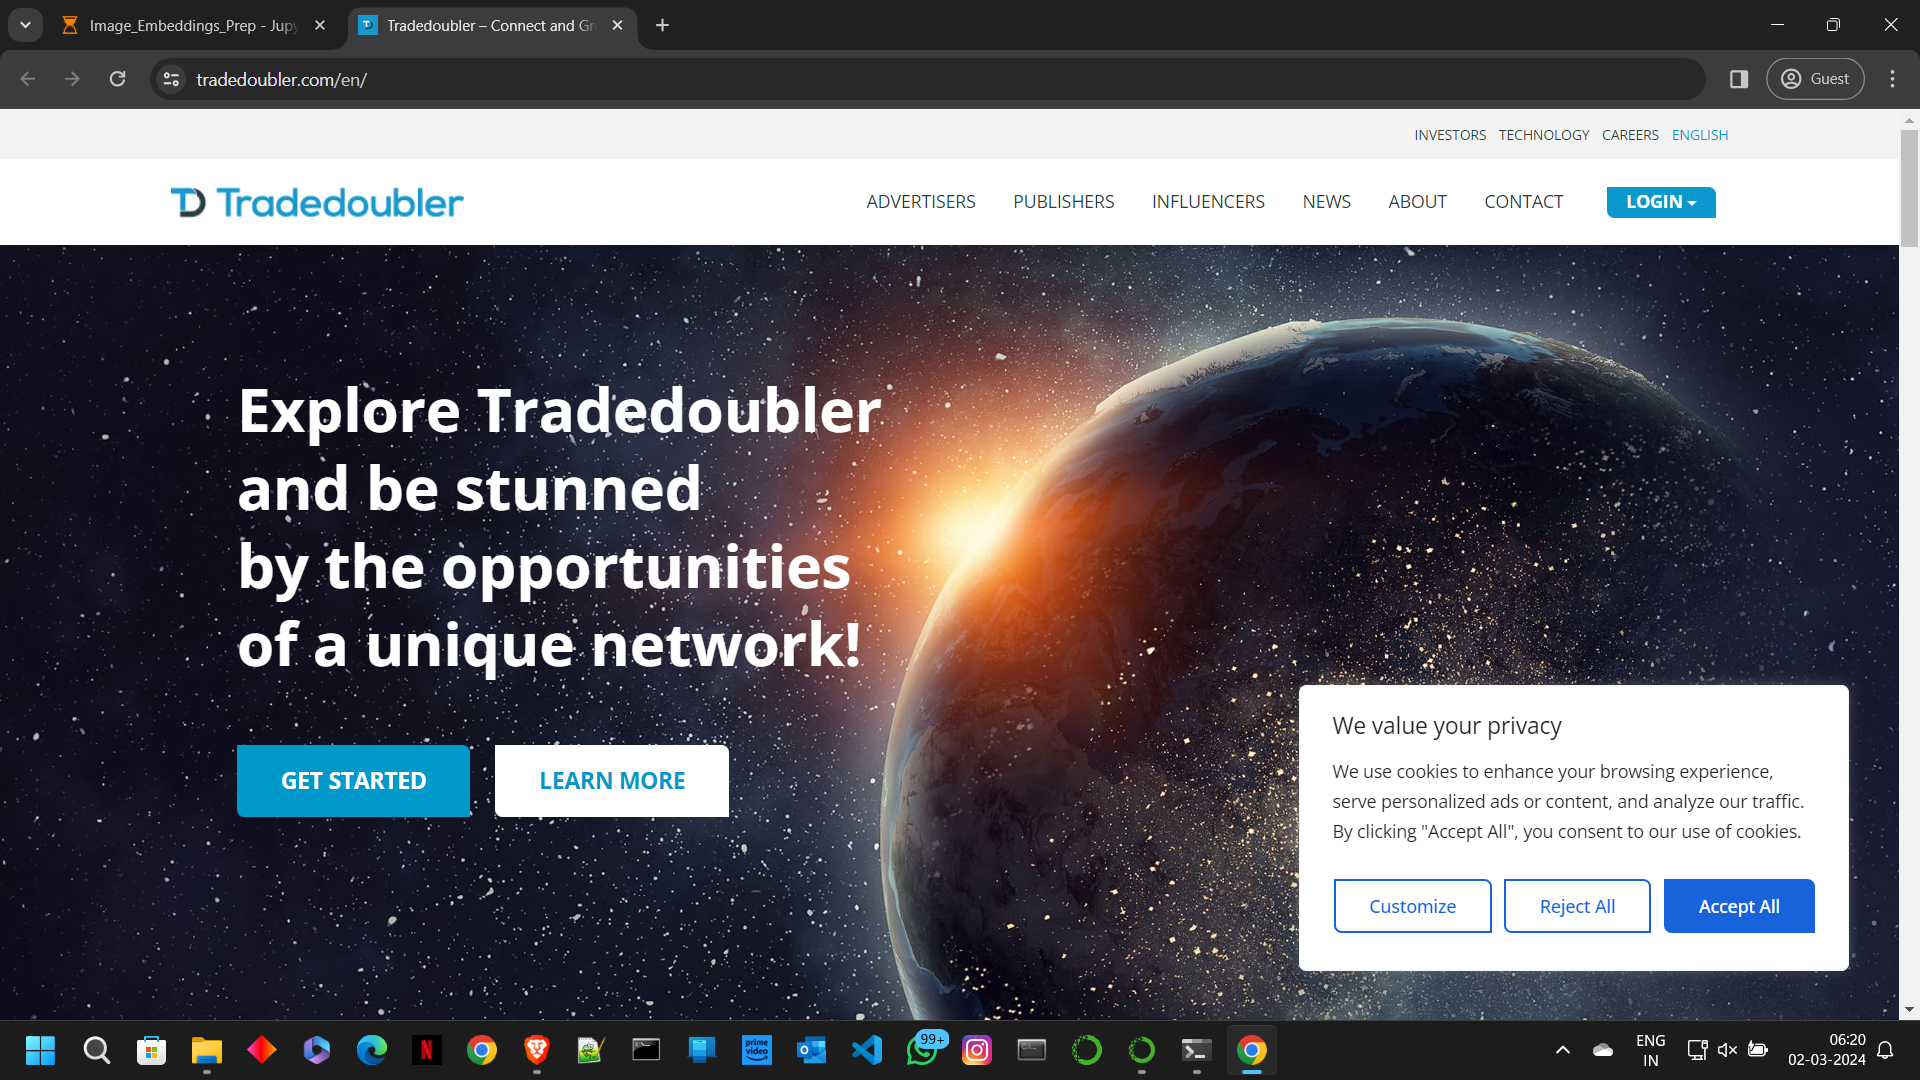 Image_Embeddings_Prep - Jupy
Tradedoubler – Connect and Gr
tradedoubler.com/en/
Guest
INVESTORS TECHNOLOGY CAREERS ENGLISH
TD Tradedoubler
ADVERTISERS PUBLISHERS INFLUENCERS NEWS ABOUT CONTACT LOGIN
Explore Tradedoubler
and be stunned
by the opportunities
of a unique network!
GET STARTED
LEARN MORE
We value your privacy
We use cookies to enhance your browsing experience,
serve personalized ads or content, and analyze our traffic.
By clicking "Accept All", you consent to our use of cookies.
Customize
Reject All
Accept All
prime
video
99+
ENG
IN
06:20
02-03-2024